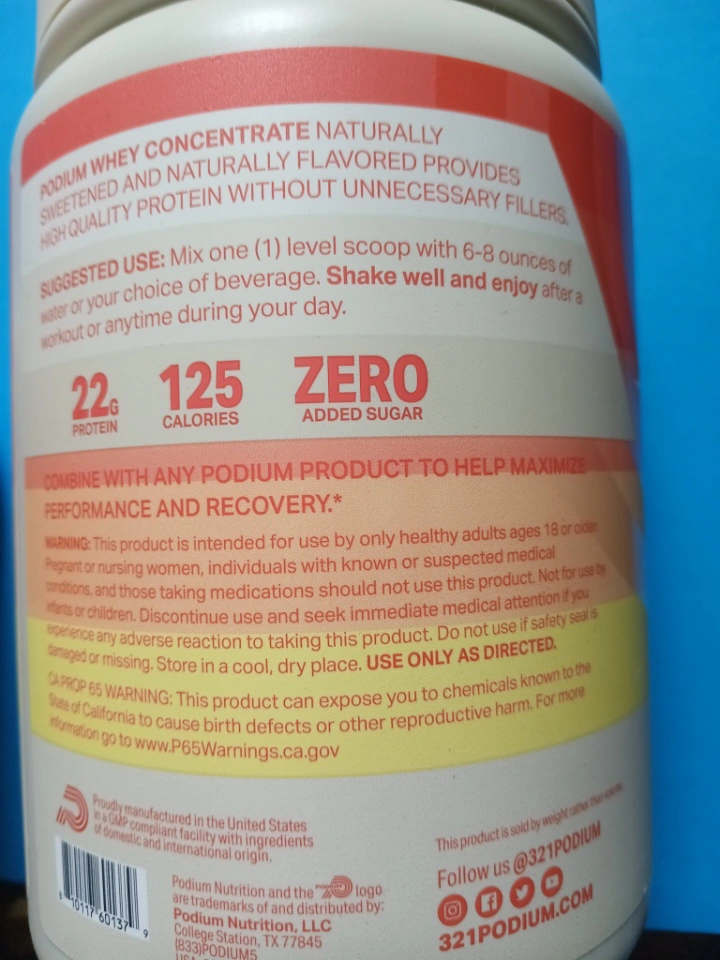 PODIUM WHEY CONCENTRATE NATURALLY
SWEETENED AND NATURALLY FLAVORED PROVIDES
HIGH QUALITY PROTEIN WITHOUT UNNECESSARY FILLERS.
SUGGESTED USE: Mix one (1) level scoop with 6-8 ounces of
water or your choice of beverage. Shake well and enjoy after a
workout or anytime during your day.
22G PROTEIN
125 CALORIES
ZERO ADDED SUGAR
COMBINE WITH ANY PODIUM PRODUCT TO HELP MAXIMIZE
PERFORMANCE AND RECOVERY.*
WARNING: This product is intended for use by only healthy adults ages 18 or older.
Pregnant or nursing women, individuals with known or suspected medical
conditions, and those taking medications should not use this product. Not for use by
infants or children. Discontinue use and seek immediate medical attention if you
experience any adverse reaction to taking this product. Do not use if safety seal is
damaged or missing. Store in a cool, dry place. USE ONLY AS DIRECTED.
CA PROP 65 WARNING: This product can expose you to chemicals known to the
State of California to cause birth defects or other reproductive harm. For more
information go to www.P65Warnings.ca.gov
Proudly manufactured in the United States
in a GMP compliant facility with ingredients
of domestic and international origin.
8 10117 60137 9
Podium Nutrition and the logo
are trademarks of and distributed by:
Podium Nutrition, LLC
College Station, TX 77845
(833)PODIUM5
This product is sold by weight rather than volume.
Follow us @321PODIUM
321PODIUM.COM